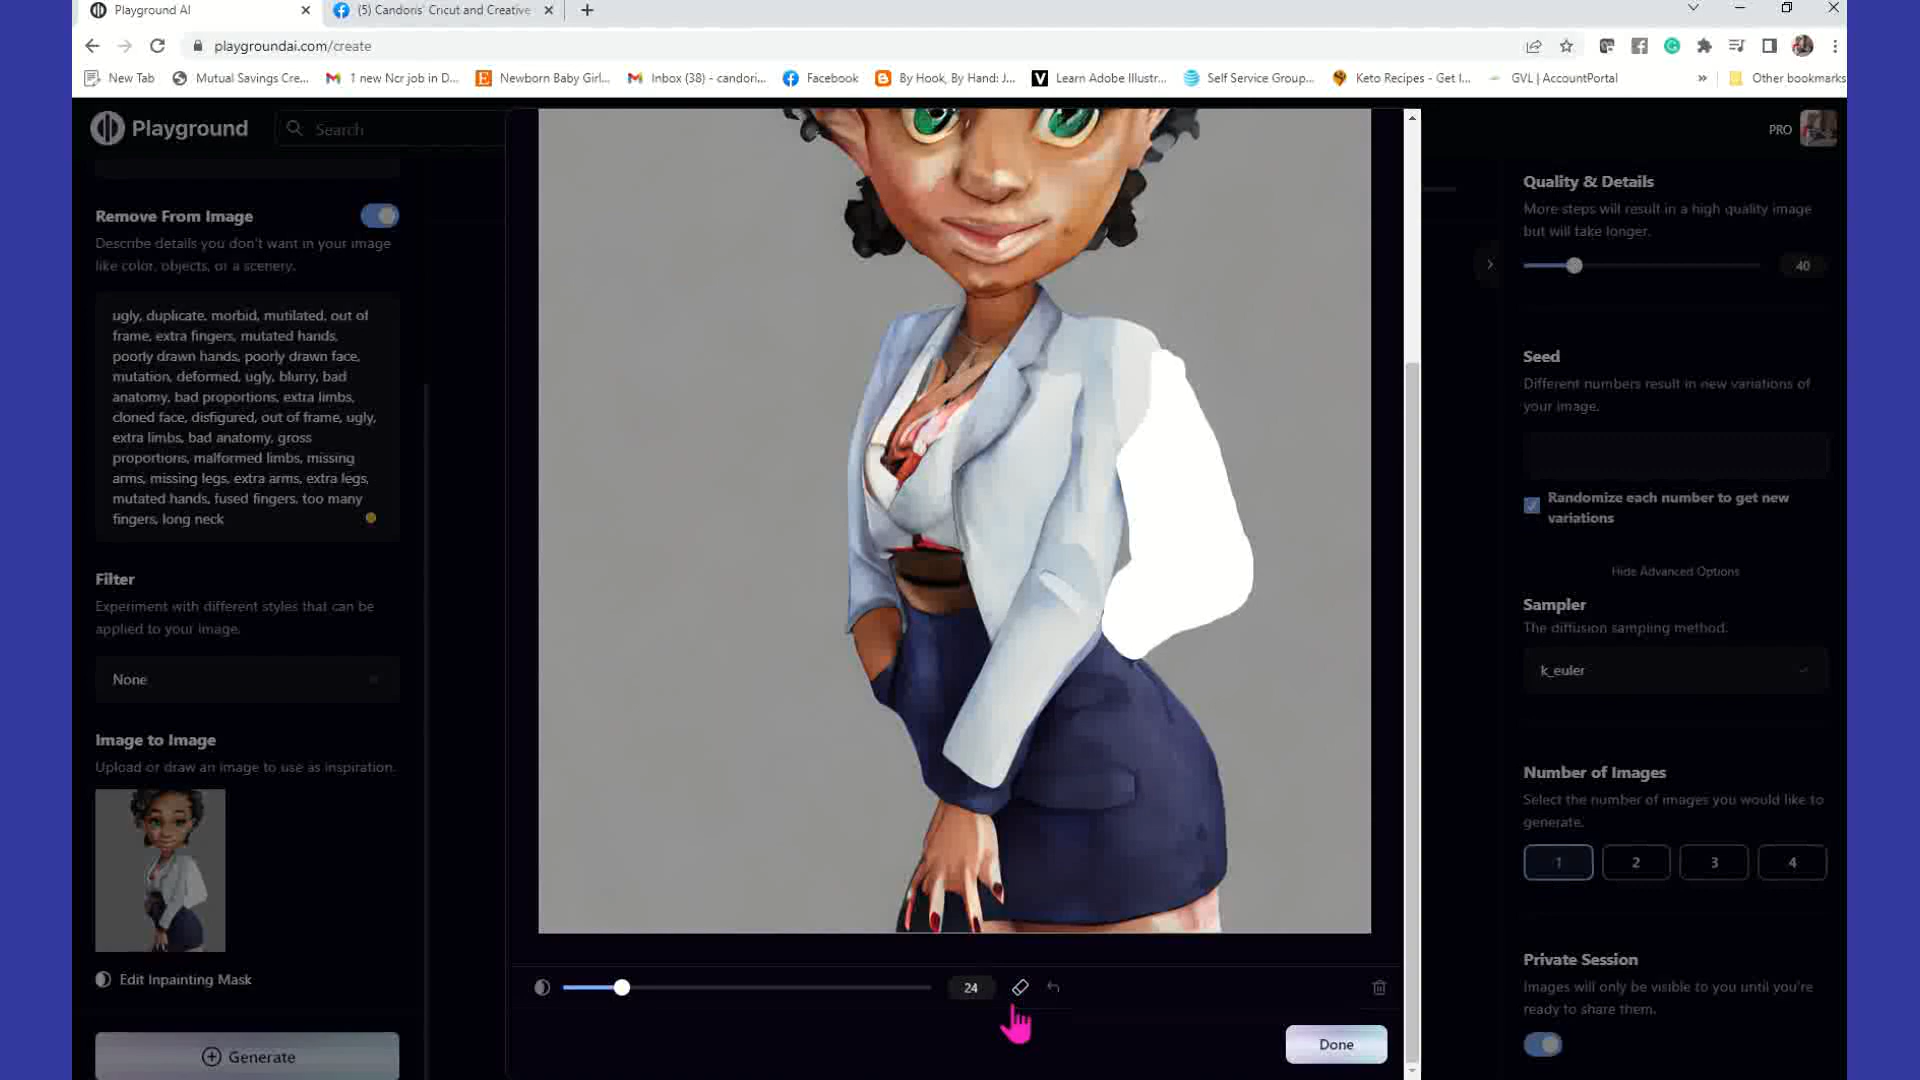 Playground AI
(5) Candoris' Cricut and Creative
playgroundai.com/create
New Tab
Mutual Savings Cre...
1 new Ncr job in D...
Newborn Baby Girl...
Inbox (38) - candori...
Facebook
By Hook, By Hand: J...
Learn Adobe Illustr...
Self Service Group...
Keto Recipes - Get I...
GVL | AccountPortal
»
Other bookmarks
Playground
Search
PRO
Remove From Image
Describe details you don't want in your image
like color, objects, or a scenery.
ugly, duplicate, morbid, mutilated, out of
frame, extra fingers, mutated hands,
poorly drawn hands, poorly drawn face,
mutation, deformed, ugly, blurry, bad
anatomy, bad proportions, extra limbs,
cloned face, disfigured, out of frame, ugly,
extra limbs, bad anatomy, gross
proportions, malformed limbs, missing
arms, missing legs, extra arms, extra legs,
mutated hands, fused fingers, too many
fingers, long neck
Filter
Experiment with different styles that can be
applied to your image.
None
Image to Image
Upload or draw an image to use as inspiration.
Edit Inpainting Mask
Generate
24
Done
Quality & Details
More steps will result in a high quality image
but will take longer.
40
Seed
Different numbers result in new variations of
your image.
Randomize each number to get new
variations
Hide Advanced Options
Sampler
The diffusion sampling method.
k_euler
Number of Images
Select the number of images you would like to
generate.
1
2
3
4
Private Session
Images will only be visible to you until you're
ready to share them.